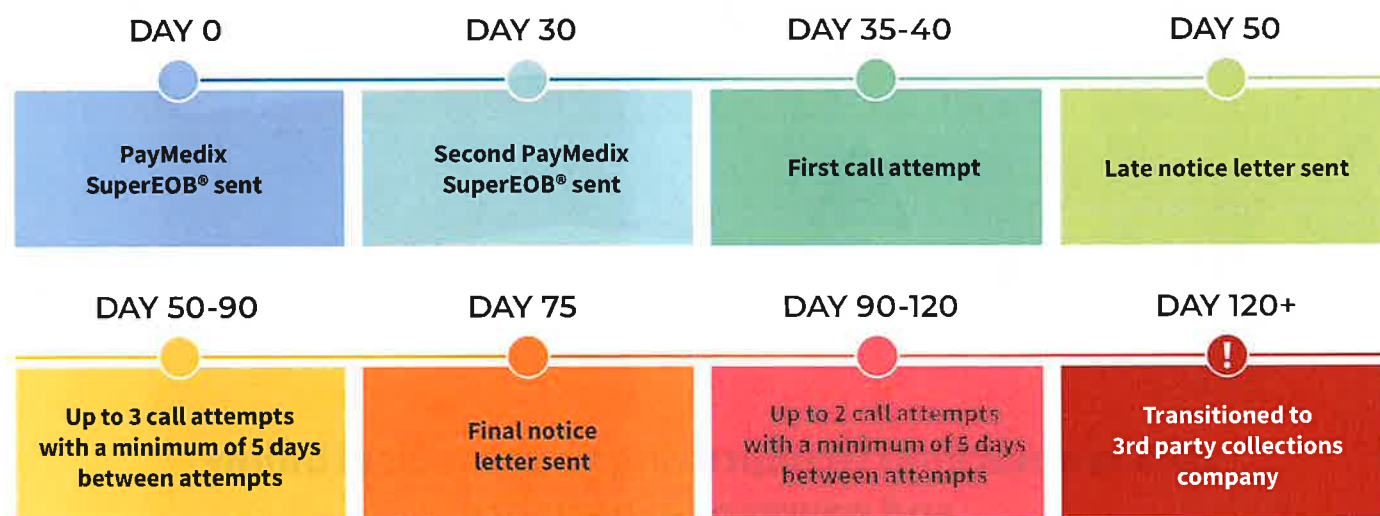 DAY 0
DAY 30
DAY 35-40
DAY 50
PayMedix
SuperEOB® sent
Second PayMedix
SuperEOB® sent
First call attempt
Late notice letter sent
DAY 50-90
DAY 75
DAY 90-120
DAY 120+
!
Up to 3 call attempts
with a minimum of 5 days
between attempts
Final notice
letter sent
Up to 2 call attempts
with a minimum of 5 days
between attempts
Transitioned to
3rd party collections
company